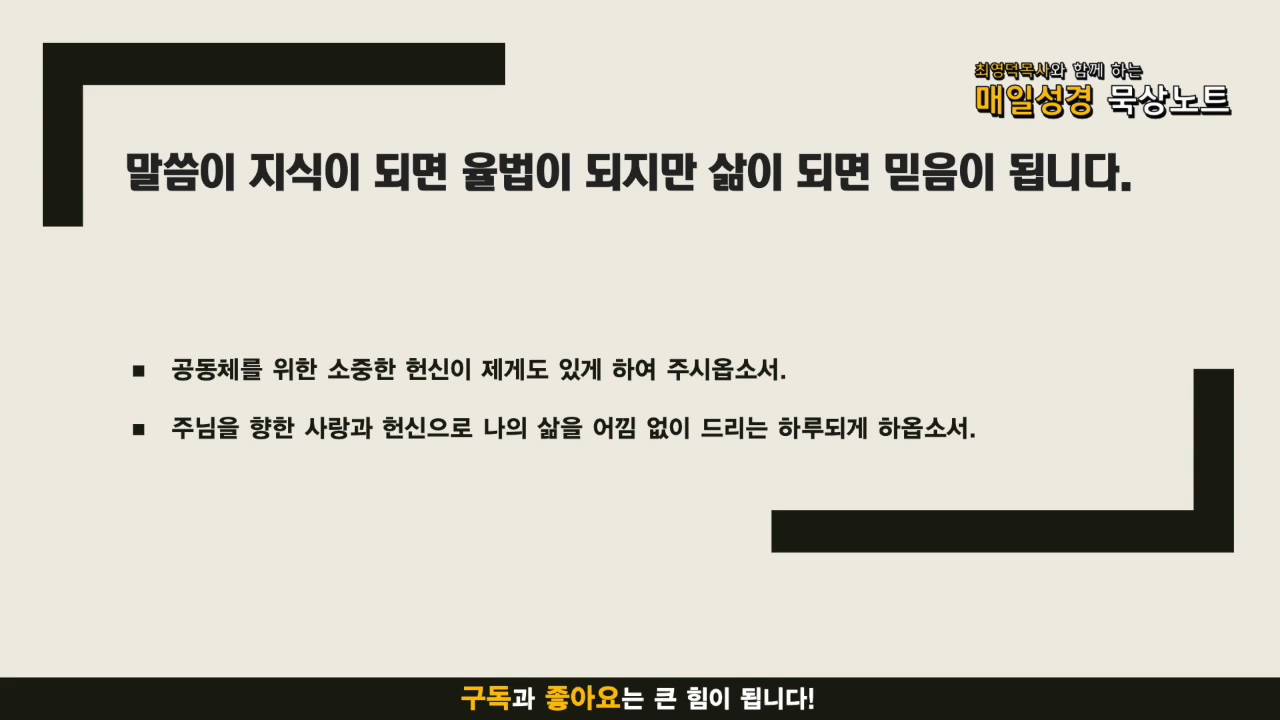 최영덕목사와 함께 하는
매일성경 묵상노트
말씀이 지식이 되면 율법이 되지만 삶이 되면 믿음이 됩니다.
■ 공동체를 위한 소중한 헌신이 제게도 있게 하여 주시옵소서.
■ 주님을 향한 사랑과 헌신으로 나의 삶을 어낌 없이 드리는 하루되게 하옵소서.
구독과 좋아요는 큰 힘이 됩니다!